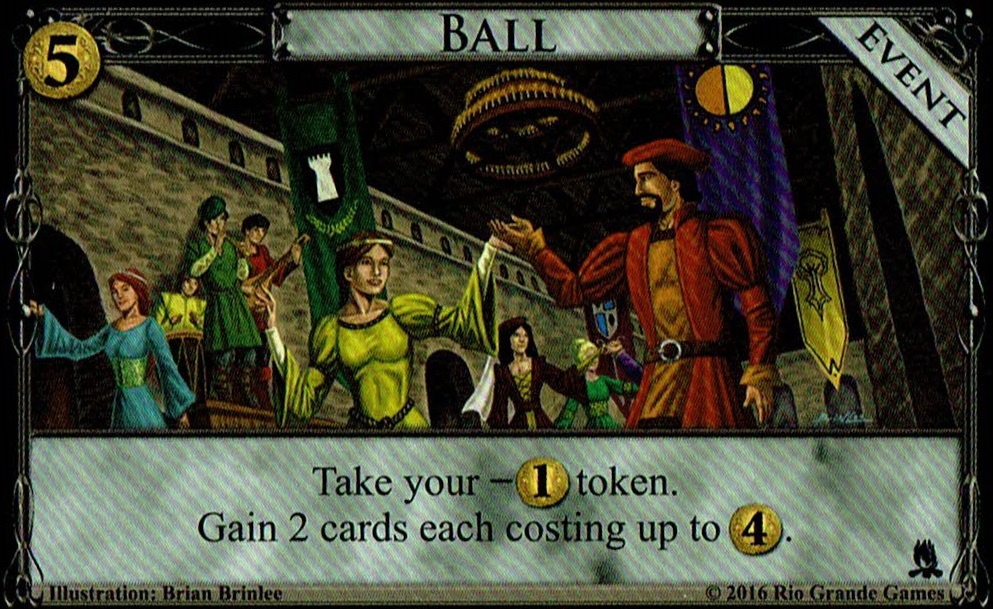 5
BALL
EVENT
Take your –1 token.
Gain 2 cards each costing up to 4.
Illustration: Brian Brinlee
© 2016 Rio Grande Games